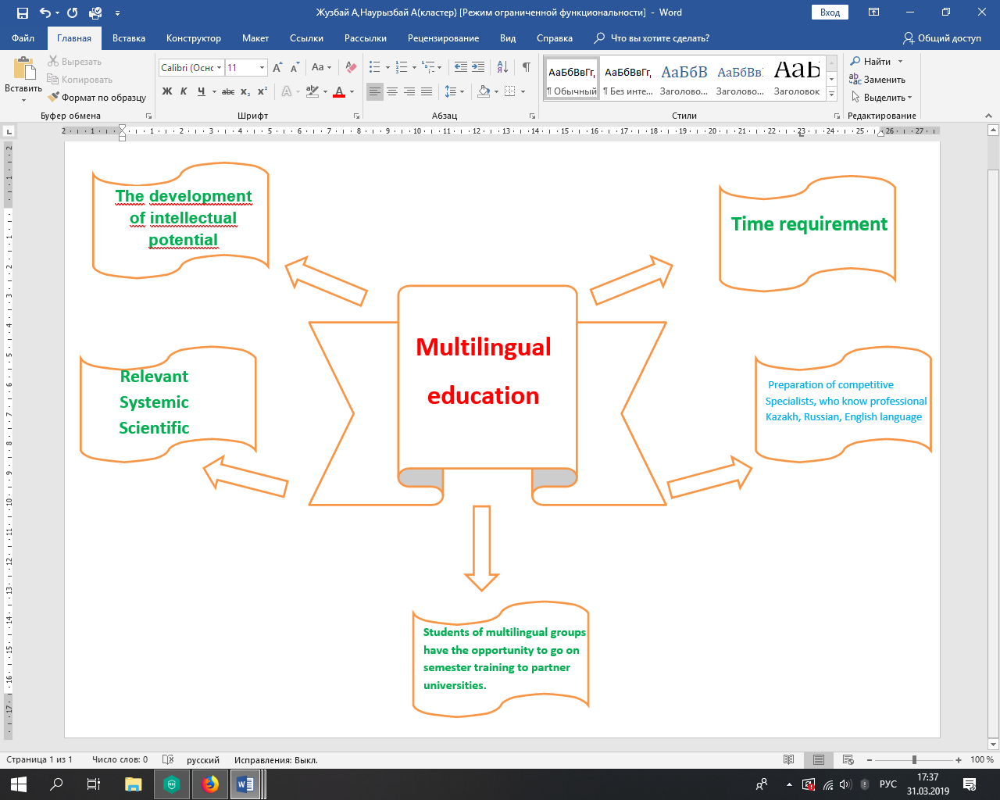 Жузбай А,Наурызбай А(кластер) [Режим ограниченной функциональности] - Word
Вход
Файл Главная Вставка Конструктор Макет Ссылки Рассылки Рецензирование Вид Справка Что вы хотите сделать? Общий доступ
Вставить
Вырезать
Копировать
Формат по образцу
Буфер обмена
Calibri (Оснс 11
Ж К Ч abc x₂ x²
Шрифт
Абзац
АаБбВвГг, АаБбВвГг, АаБбВ АаБбВв. АаБ
¶ Обычный ¶ Без инте... Заголово... Заголово... Заголовок
Стили
Найти
Заменить
Выделить
Редактирование
2 1 1 2 3 4 5 6 7 8 9 10 11 12 13 14 15 16 17 18 19 20 21 22 23 24 25 26 27
The development
of intellectual
potential
Time requirement
Multilingual
education
Relevant
Systemic
Scientific
Preparation of competitive
Specialists, who know professional
Kazakh, Russian, English language
Students of multilingual groups
have the opportunity to go on
semester training to partner
universities.
Страница 1 из 1 Число слов: 0 русский Исправления: Выкл. 100 %
РУС
17:37
31.03.2019